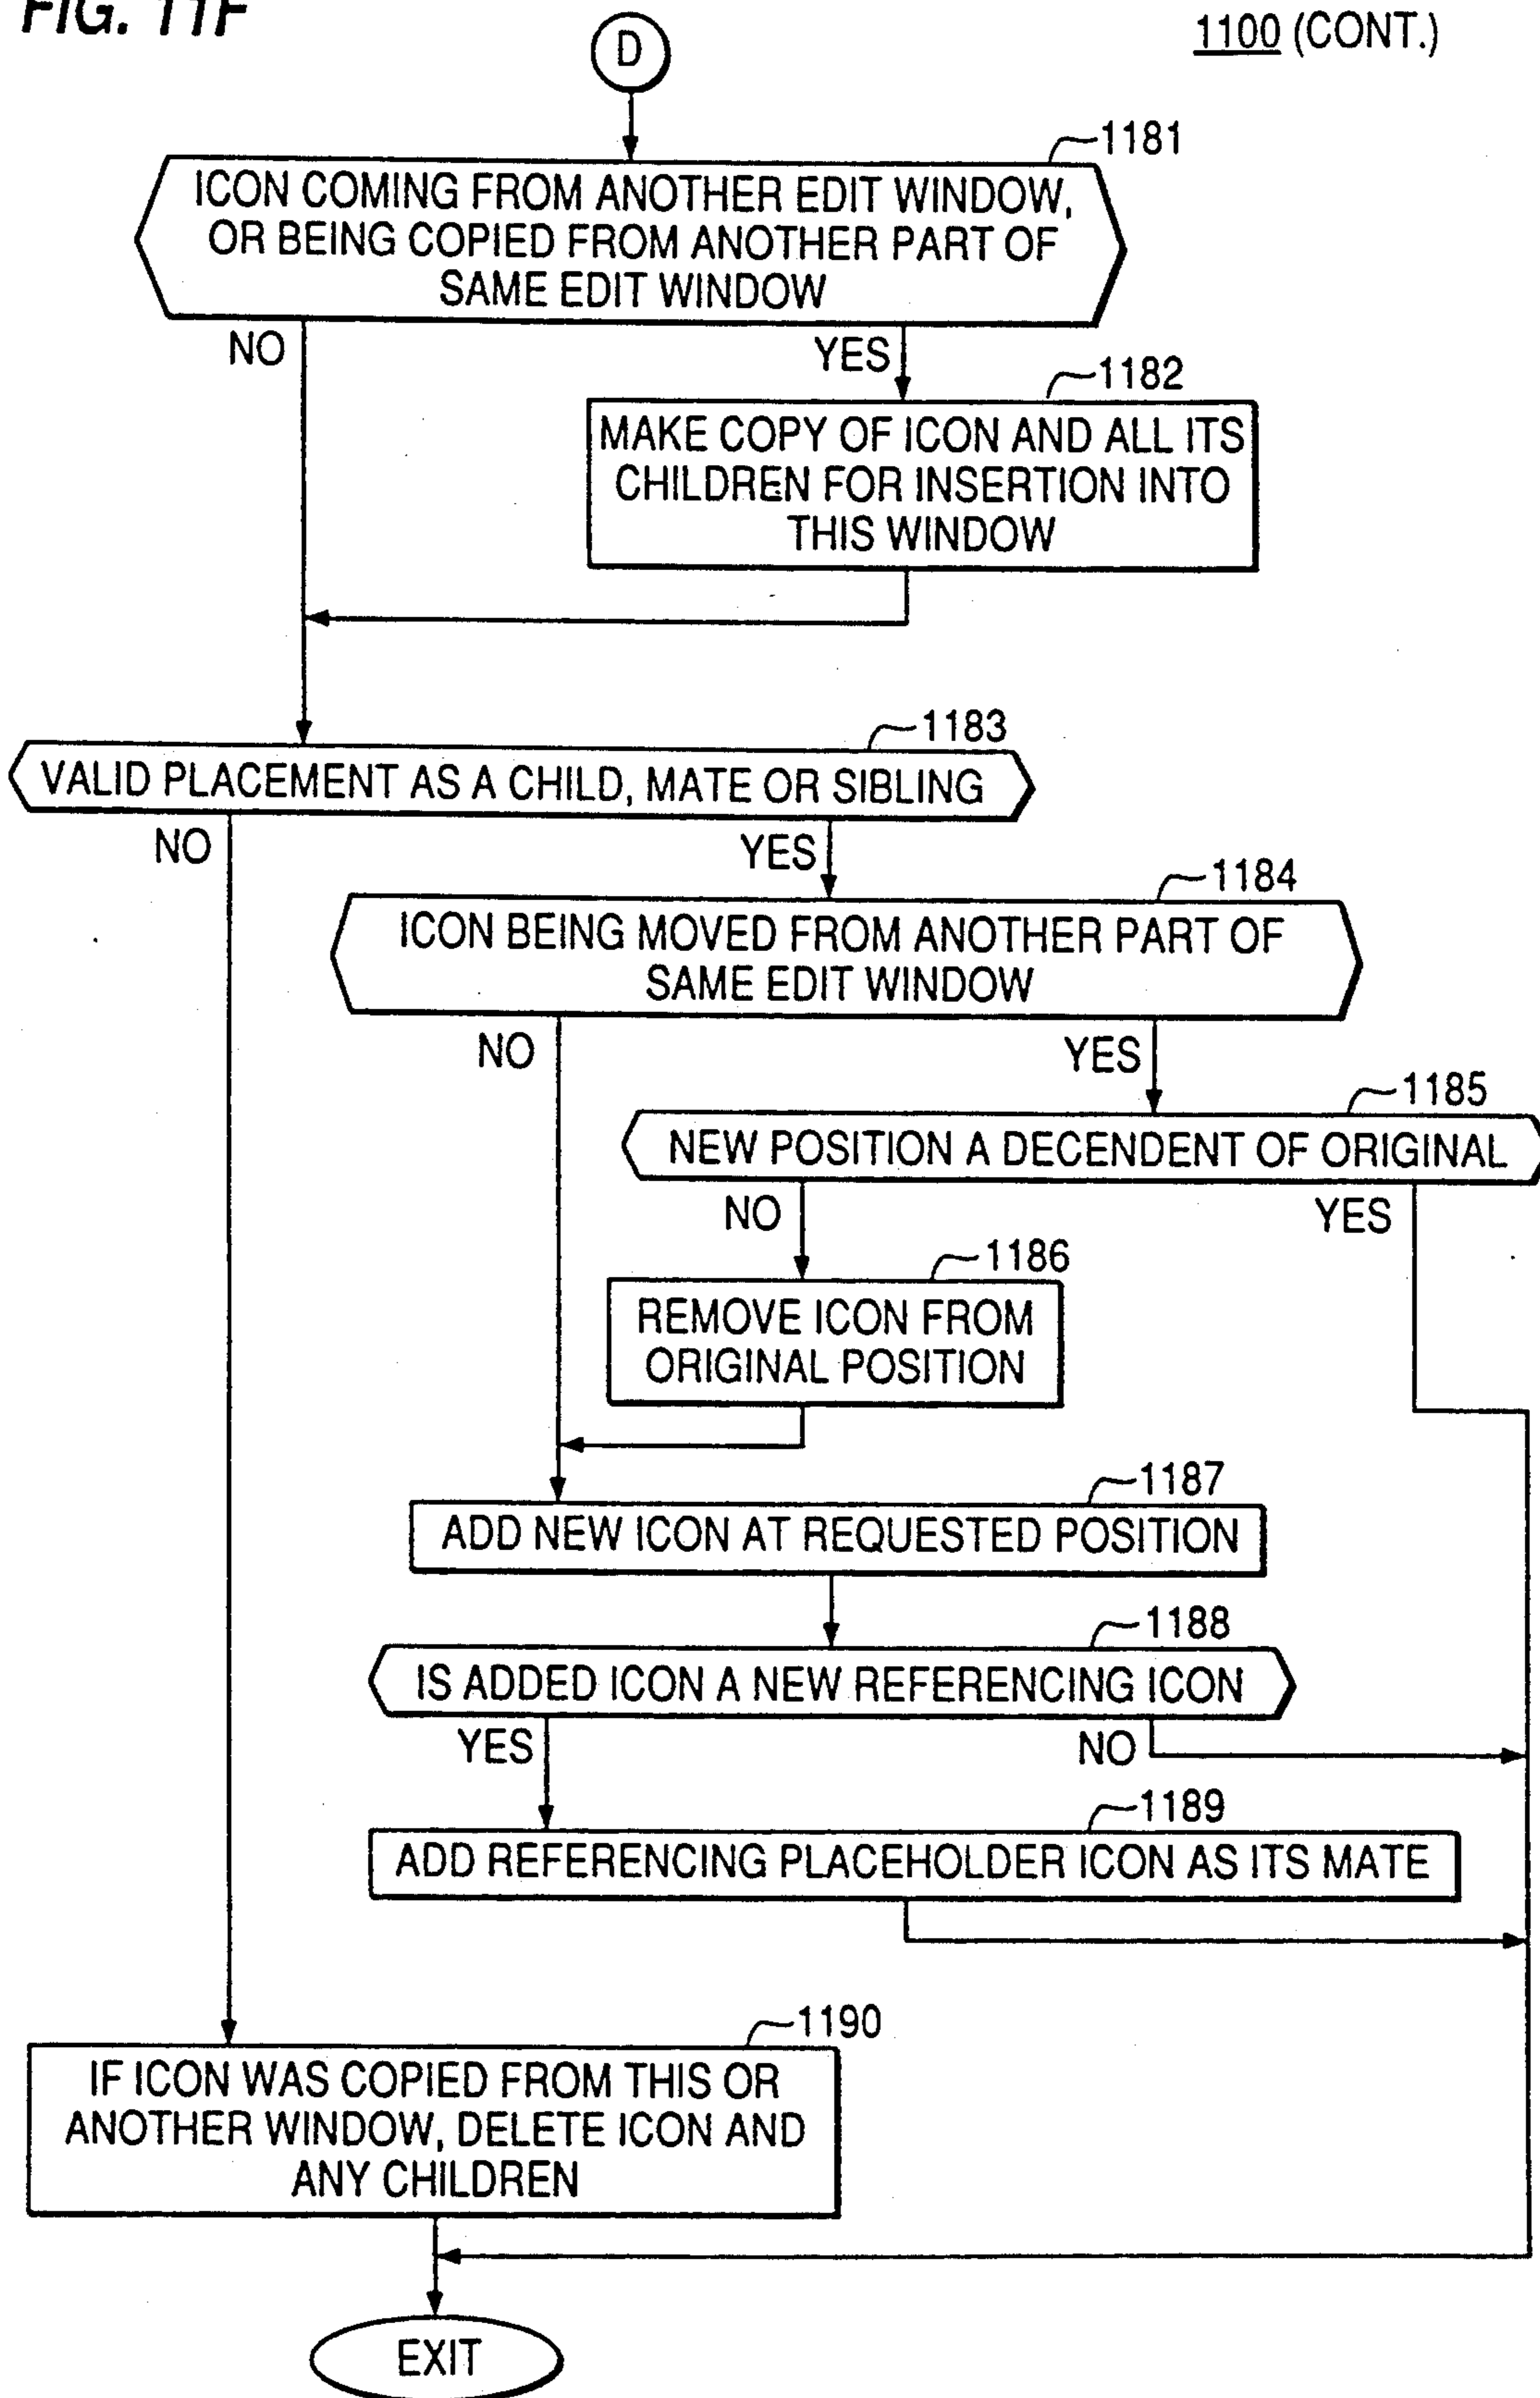 FIG. 11F
1100 (CONT.)
D
1181
ICON COMING FROM ANOTHER EDIT WINDOW,
OR BEING COPIED FROM ANOTHER PART OF
SAME EDIT WINDOW
NO
YES
1182
MAKE COPY OF ICON AND ALL ITS
CHILDREN FOR INSERTION INTO
THIS WINDOW
1183
VALID PLACEMENT AS A CHILD, MATE OR SIBLING
NO
YES
1184
ICON BEING MOVED FROM ANOTHER PART OF
SAME EDIT WINDOW
NO
YES
1185
NEW POSITION A DECENDENT OF ORIGINAL
NO
YES
1186
REMOVE ICON FROM
ORIGINAL POSITION
1187
ADD NEW ICON AT REQUESTED POSITION
1188
IS ADDED ICON A NEW REFERENCING ICON
YES
NO
1189
ADD REFERENCING PLACEHOLDER ICON AS ITS MATE
1190
IF ICON WAS COPIED FROM THIS OR
ANOTHER WINDOW, DELETE ICON AND
ANY CHILDREN
EXIT